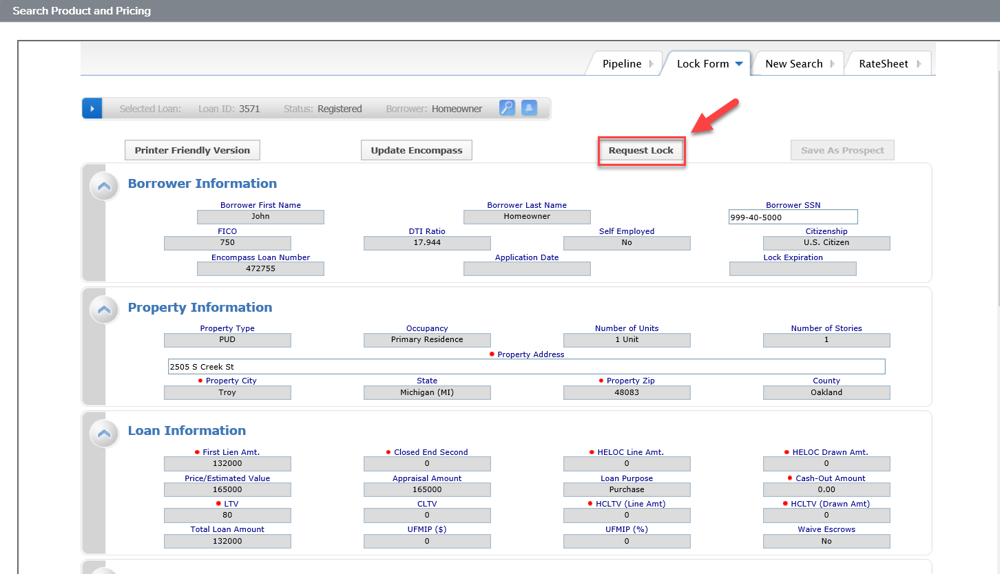 Search Product and Pricing
Pipeline Lock Form New Search RateSheet
Selected Loan: Loan ID: 3571 Status: Registered Borrower: Homeowner
Printer Friendly Version Update Encompass Request Lock Save As Prospect
Borrower Information
Borrower First Name Borrower Last Name Borrower SSN
John Homeowner 999-40-5000
FICO DTI Ratio Self Employed Citizenship
750 17.944 No U.S. Citizen
Encompass Loan Number Application Date Lock Expiration
472755
Property Information
Property Type Occupancy Number of Units Number of Stories
PUD Primary Residence 1 Unit 1
Property Address
2505 S Creek St
Property City State Property Zip County
Troy Michigan (MI) 48083 Oakland
Loan Information
First Lien Amt. Closed End Second HELOC Line Amt. HELOC Drawn Amt.
132000 0 0 0
Price/Estimated Value Appraisal Amount Loan Purpose Cash-Out Amount
165000 165000 Purchase 0.00
LTV CLTV HCLTV (Line Amt) HCLTV (Drawn Amt)
80 0 0 0
Total Loan Amount UFMIP ($) UFMIP (%) Waive Escrows
132000 0 0 No